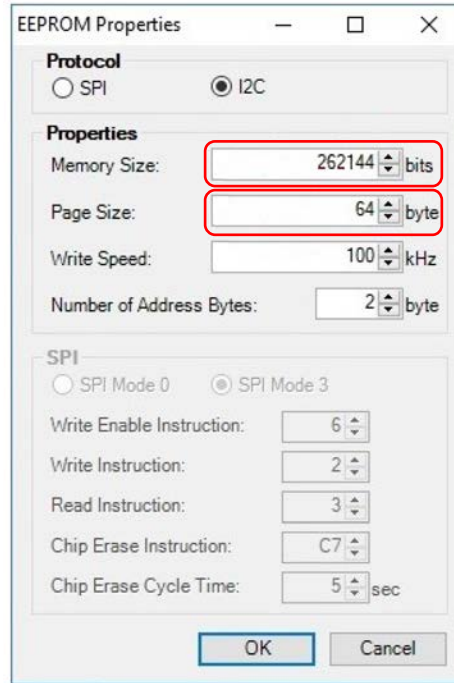 EEPROM Properties
Protocol
SPI I2C
Properties
Memory Size: 262144 bits
Page Size: 64 byte
Write Speed: 100 kHz
Number of Address Bytes: 2 byte
SPI
SPI Mode 0 SPI Mode 3
Write Enable Instruction: 6
Write Instruction: 2
Read Instruction: 3
Chip Erase Instruction: C7
Chip Erase Cycle Time: 5 sec
OK Cancel